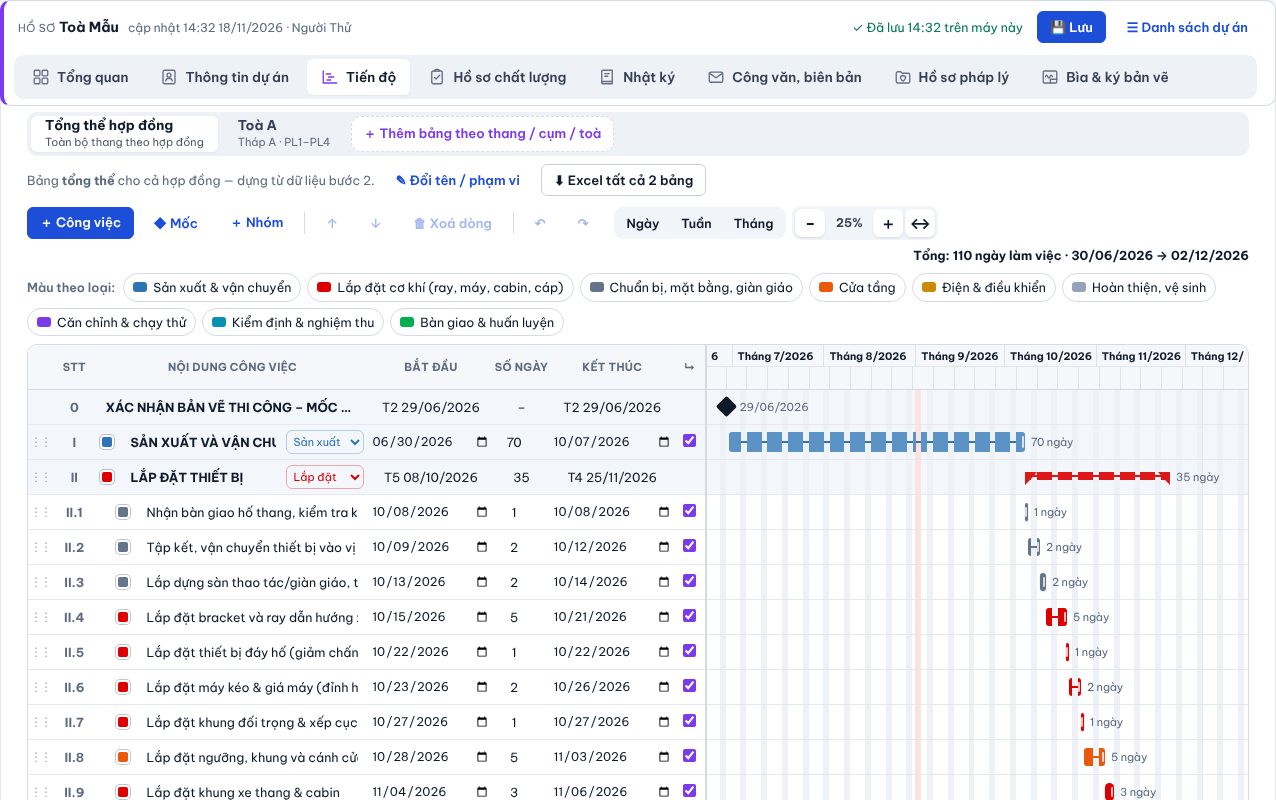 HỒ SƠ Toà Mẫu cập nhật 14:32 18/11/2026 · Người Thử
✓ Đã lưu 14:32 trên máy này
💾 Lưu
☰ Danh sách dự án
Tổng quan
Thông tin dự án
Tiến độ
Hồ sơ chất lượng
Nhật ký
Công văn, biên bản
Hồ sơ pháp lý
Bìa & ký bản vẽ
Tổng thể hợp đồng
Toàn bộ thang theo hợp đồng
Toà A
Tháp A · PL1–PL4
+ Thêm bảng theo thang / cụm / toà
Bảng tổng thể cho cả hợp đồng — dựng từ dữ liệu bước 2.
✎ Đổi tên / phạm vi
⬇ Excel tất cả 2 bảng
+ Công việc
◆ Mốc
+ Nhóm
↑
↓
🗑 Xoá dòng
↶
↷
Ngày
Tuần
Tháng
–
25%
+
↔
Tổng: 110 ngày làm việc · 30/06/2026 → 02/12/2026
Màu theo loại:
Sản xuất & vận chuyển
Lắp đặt cơ khí (ray, máy, cabin, cáp)
Chuẩn bị, mặt bằng, giàn giáo
Cửa tầng
Điện & điều khiển
Hoàn thiện, vệ sinh
Căn chỉnh & chạy thử
Kiểm định & nghiệm thu
Bàn giao & huấn luyện
STT NỘI DUNG CÔNG VIỆC BẮT ĐẦU SỐ NGÀY KẾT THÚC ↳
6 Tháng 7/2026 Tháng 8/2026 Tháng 9/2026 Tháng 10/2026 Tháng 11/2026 Tháng 12/
0 XÁC NHẬN BẢN VẼ THI CÔNG – MỐC ... T2 29/06/2026 – T2 29/06/2026 29/06/2026
I SẢN XUẤT VÀ VẬN CHU Sản xuất 06/30/2026 70 10/07/2026 70 ngày
II LẮP ĐẶT THIẾT BỊ Lắp đặt T5 08/10/2026 35 T4 25/11/2026 35 ngày
II.1 Nhận bàn giao hố thang, kiểm tra k 10/08/2026 1 10/08/2026 1 ngày
II.2 Tập kết, vận chuyển thiết bị vào vị 10/09/2026 2 10/12/2026 2 ngày
II.3 Lắp dựng sàn thao tác/giàn giáo, t 10/13/2026 2 10/14/2026 2 ngày
II.4 Lắp đặt bracket và ray dẫn hướng 10/15/2026 5 10/21/2026 5 ngày
II.5 Lắp đặt thiết bị đáy hố (giảm chấn 10/22/2026 1 10/22/2026 1 ngày
II.6 Lắp đặt máy kéo & giá máy (đỉnh h 10/23/2026 2 10/26/2026 2 ngày
II.7 Lắp đặt khung đối trọng & xếp cục 10/27/2026 1 10/27/2026 1 ngày
II.8 Lắp đặt ngưỡng, khung và cánh cử 10/28/2026 5 11/03/2026 5 ngày
II.9 Lắp đặt khung xe thang & cabin 11/04/2026 3 11/06/2026 3 ngày